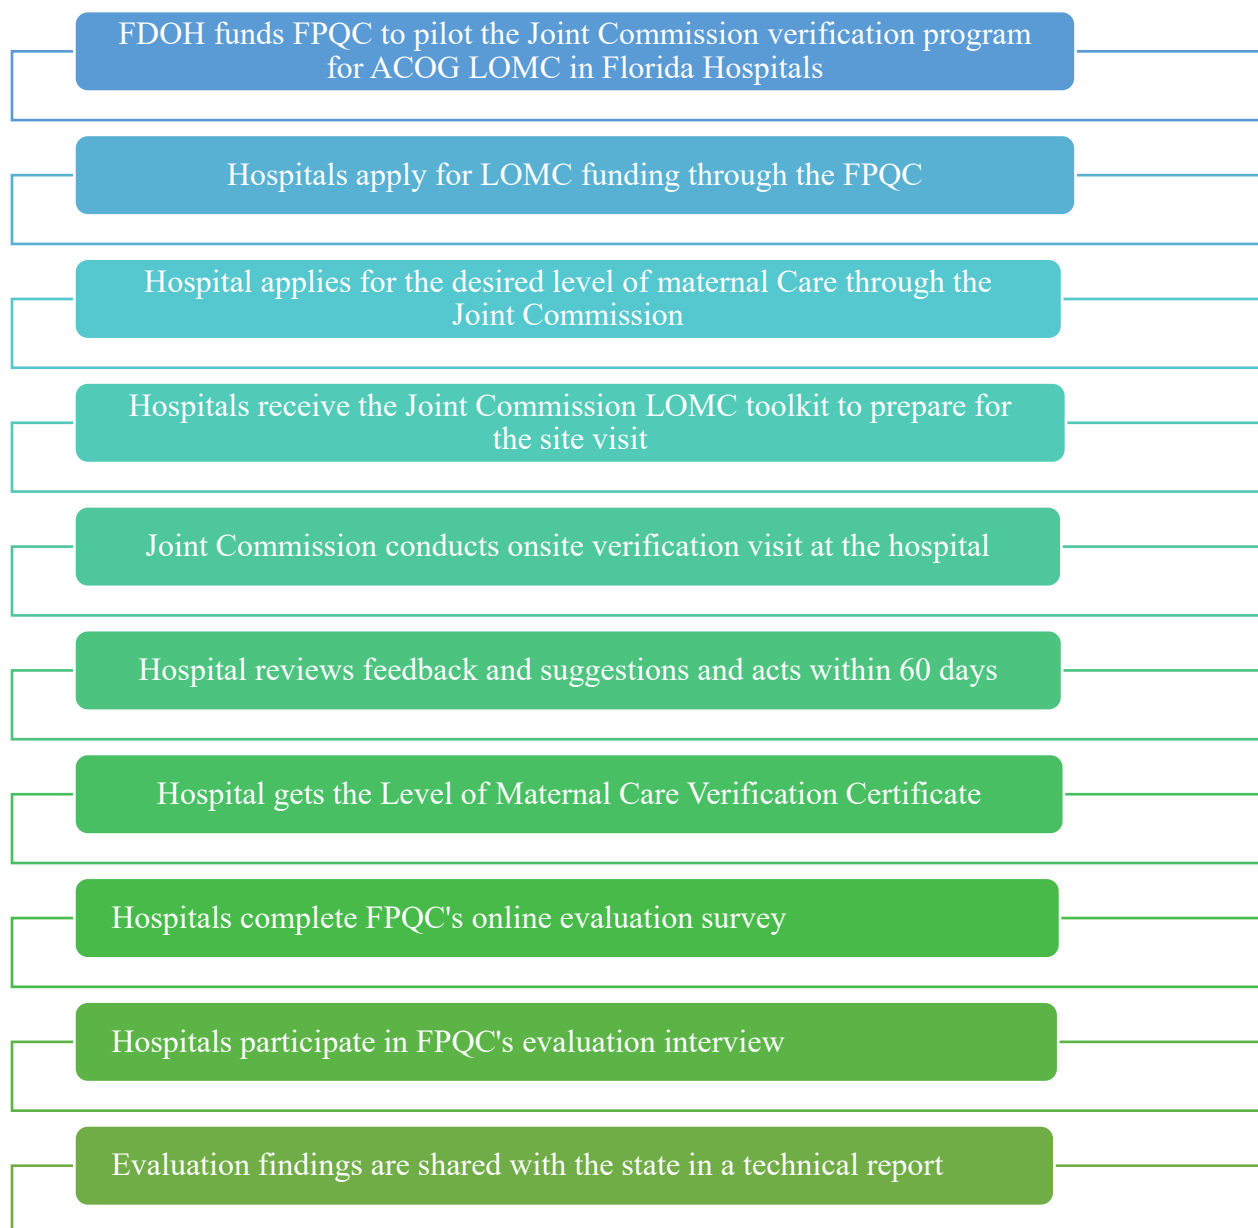 FDOH funds FPQC to pilot the Joint Commission verification program
for ACOG LOMC in Florida Hospitals
Hospitals apply for LOMC funding through the FPQC
Hospital applies for the desired level of maternal Care through the
Joint Commission
Hospitals receive the Joint Commission LOMC toolkit to prepare for
the site visit
Joint Commission conducts onsite verification visit at the hospital
Hospital reviews feedback and suggestions and acts within 60 days
Hospital gets the Level of Maternal Care Verification Certificate
Hospitals complete FPQC's online evaluation survey
Hospitals participate in FPQC's evaluation interview
Evaluation findings are shared with the state in a technical report